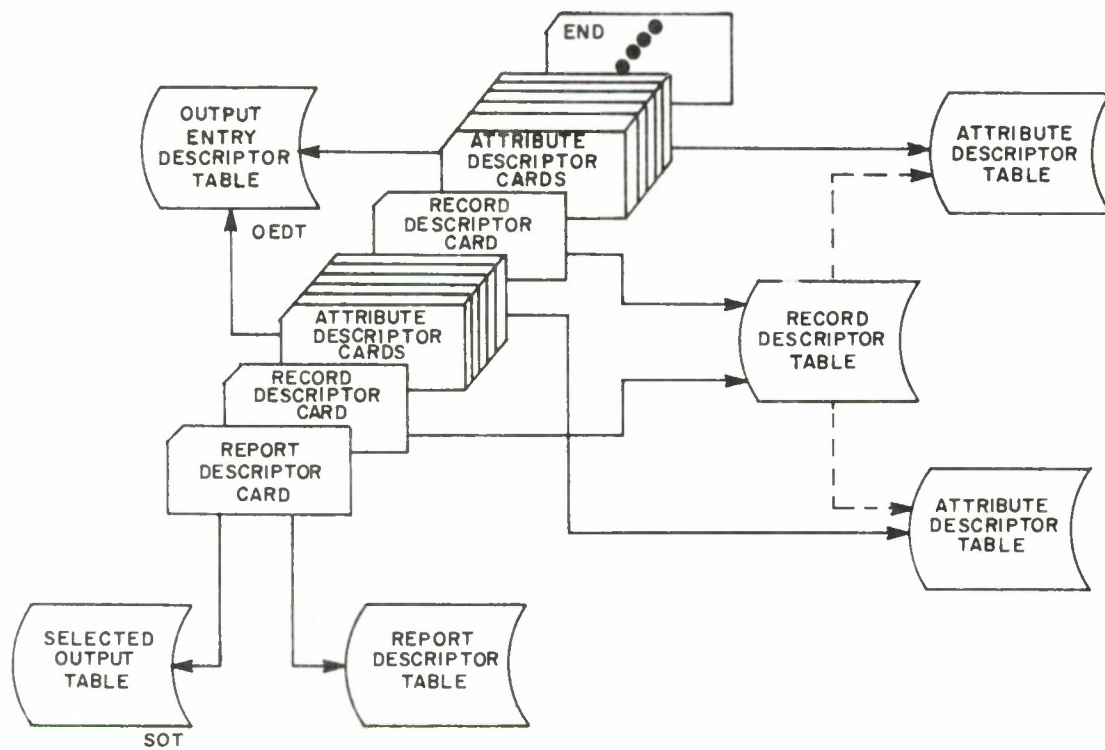 END
OUTPUT
ENTRY
DESCRIPTOR
TABLE
OEDT
ATTRIBUTE
DESCRIPTOR
CARDS
ATTRIBUTE
DESCRIPTOR
TABLE
RECORD
DESCRIPTOR
CARD
ATTRIBUTE
DESCRIPTOR
CARDS
RECORD
DESCRIPTOR
TABLE
RECORD
DESCRIPTOR
CARD
REPORT
DESCRIPTOR
CARD
ATTRIBUTE
DESCRIPTOR
TABLE
SELECTED
OUTPUT
TABLE
SOT
REPORT
DESCRIPTOR
TABLE